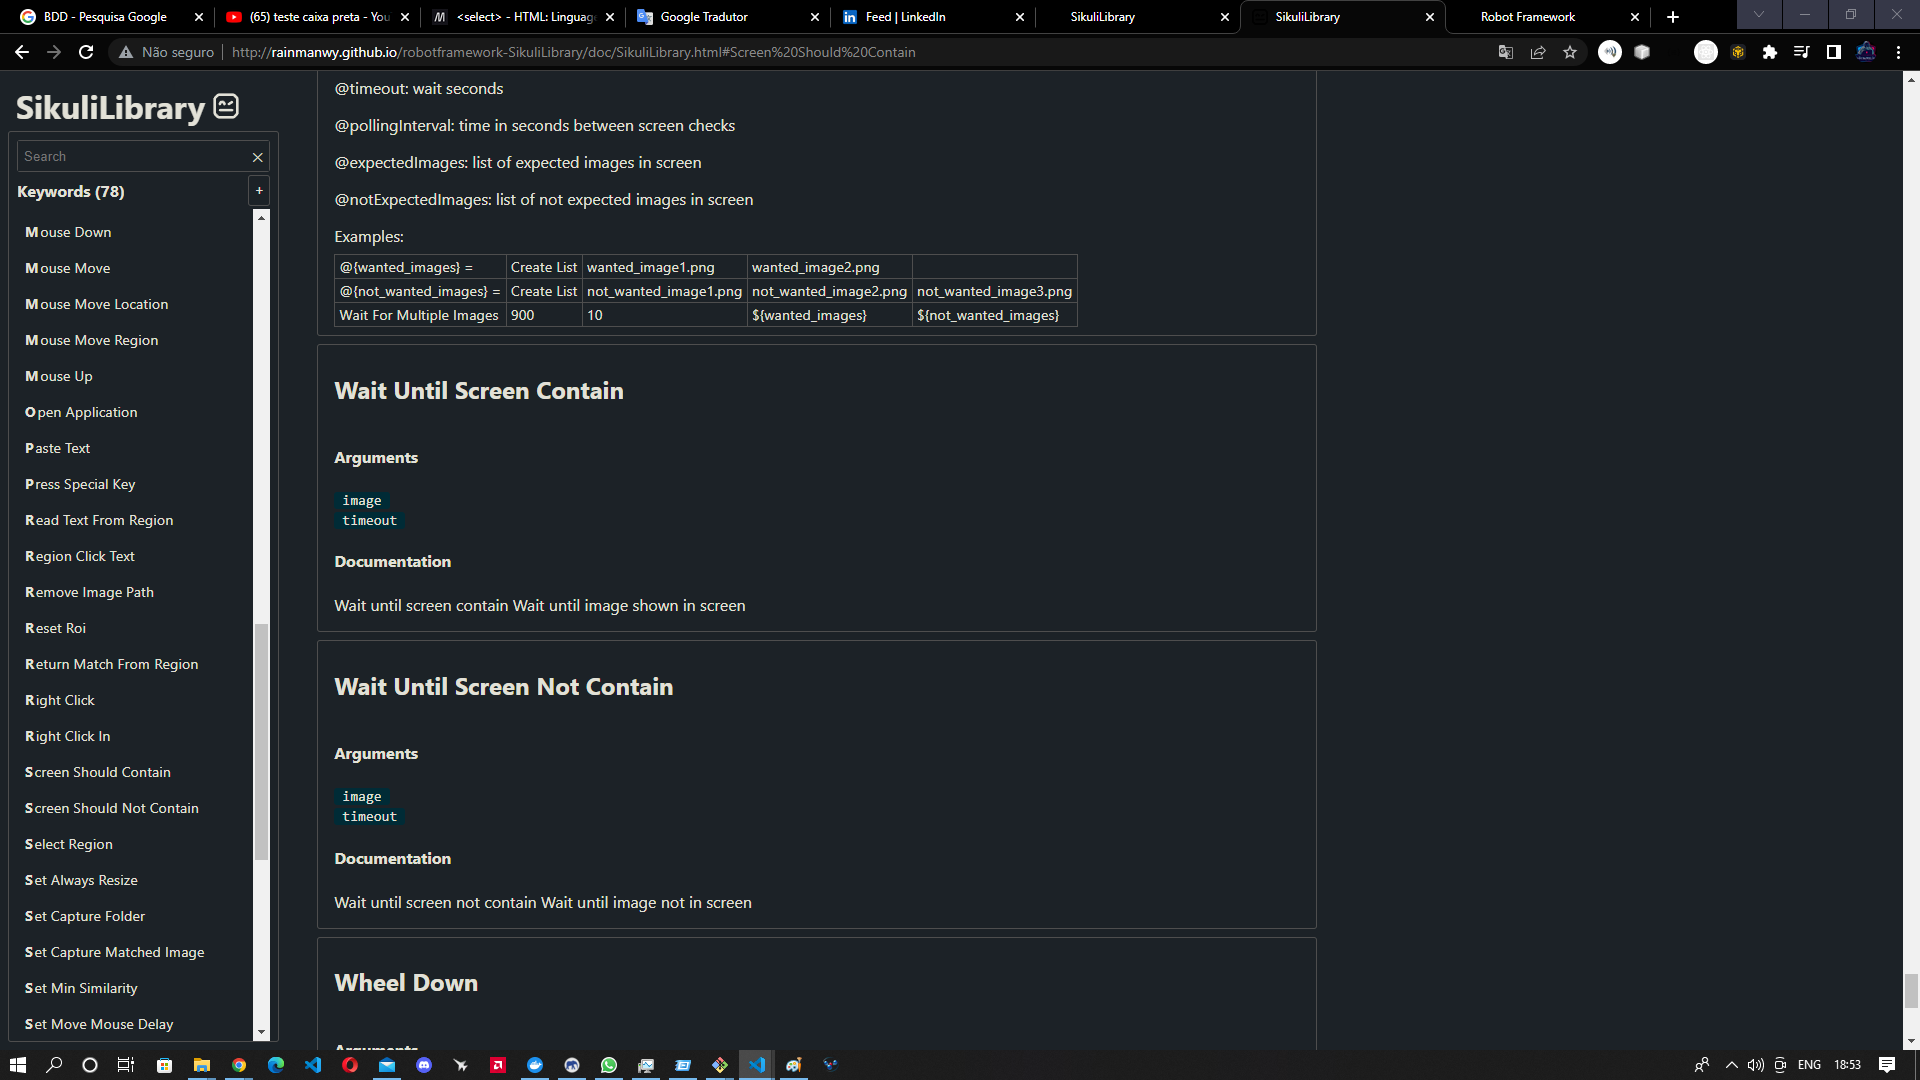 BDD - Pesquisa Google
(65) teste caixa preta - You
<select> - HTML: Linguage
Google Tradutor
Feed | LinkedIn
SikuliLibrary
SikuliLibrary
Robot Framework
Não seguro
http://rainmanwy.github.io/robotframework-SikuliLibrary/doc/SikuliLibrary.html#Screen%20Should%20Contain
SikuliLibrary
Search
Keywords (78)
+
Mouse Down
Mouse Move
Mouse Move Location
Mouse Move Region
Mouse Up
Open Application
Paste Text
Press Special Key
Read Text From Region
Region Click Text
Remove Image Path
Reset Roi
Return Match From Region
Right Click
Right Click In
Screen Should Contain
Screen Should Not Contain
Select Region
Set Always Resize
Set Capture Folder
Set Capture Matched Image
Set Min Similarity
Set Move Mouse Delay
@timeout: wait seconds
@pollingInterval: time in seconds between screen checks
@expectedImages: list of expected images in screen
@notExpectedImages: list of not expected images in screen
Examples:
@{wanted_images} = Create List wanted_image1.png wanted_image2.png
@{not_wanted_images} = Create List not_wanted_image1.png not_wanted_image2.png not_wanted_image3.png
Wait For Multiple Images 900 10 ${wanted_images} ${not_wanted_images}
Wait Until Screen Contain
Arguments
image
timeout
Documentation
Wait until screen contain Wait until image shown in screen
Wait Until Screen Not Contain
Arguments
image
timeout
Documentation
Wait until screen not contain Wait until image not in screen
Wheel Down
Arguments
ENG
18:53